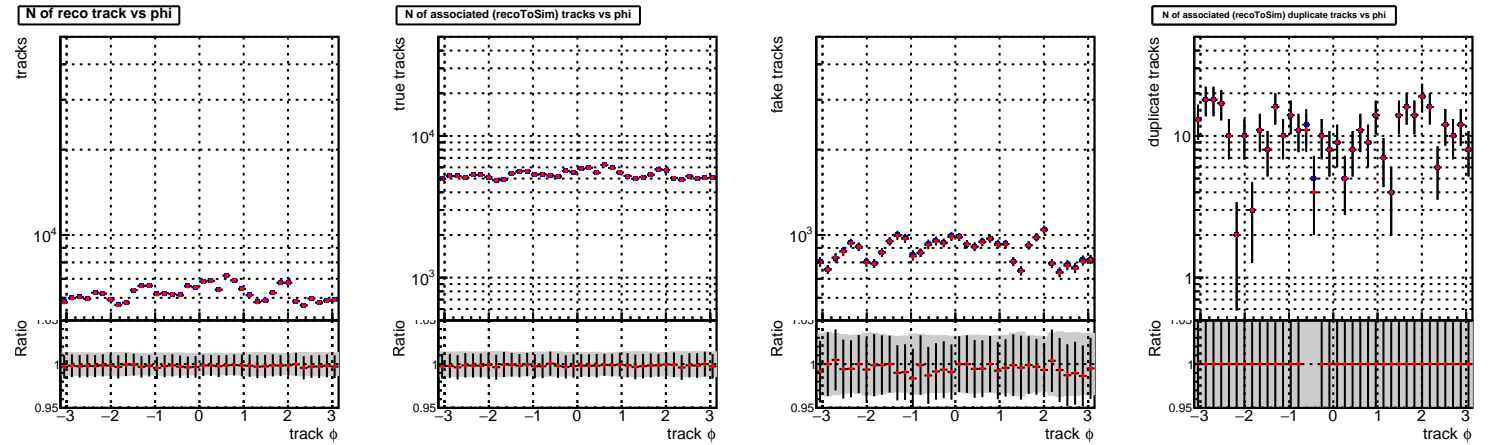 N of reco track vs phi
tracks
10⁴
Ratio
1
0.95
−3 −2 −1 0 1 2 3
track ϕ
N of associated (recoToSim) tracks vs phi
true tracks
10⁴
10³
Ratio
1
0.95
−3 −2 −1 0 1 2 3
track ϕ
fake tracks
10³
Ratio
1
0.95
−3 −2 −1 0 1 2 3
track ϕ
N of associated (recoToSim) duplicate tracks vs phi
duplicate tracks
10
1
Ratio
1
0.95
−3 −2 −1 0 1 2 3
track ϕ